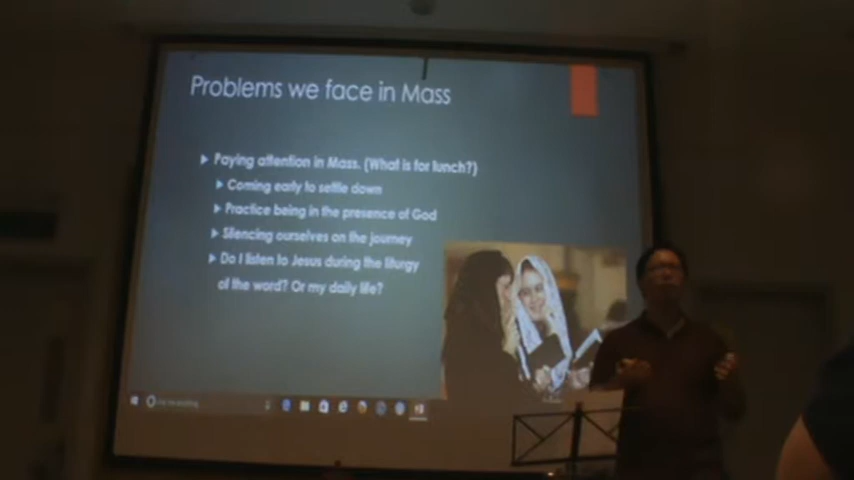 Problems we face in Mass
Paying attention in Mass. (What is for lunch?)
Coming early to settle down
Practice being in the presence of God
Silencing ourselves on the journey
Do I listen to Jesus during the liturgy
of the word? Or my daily life?